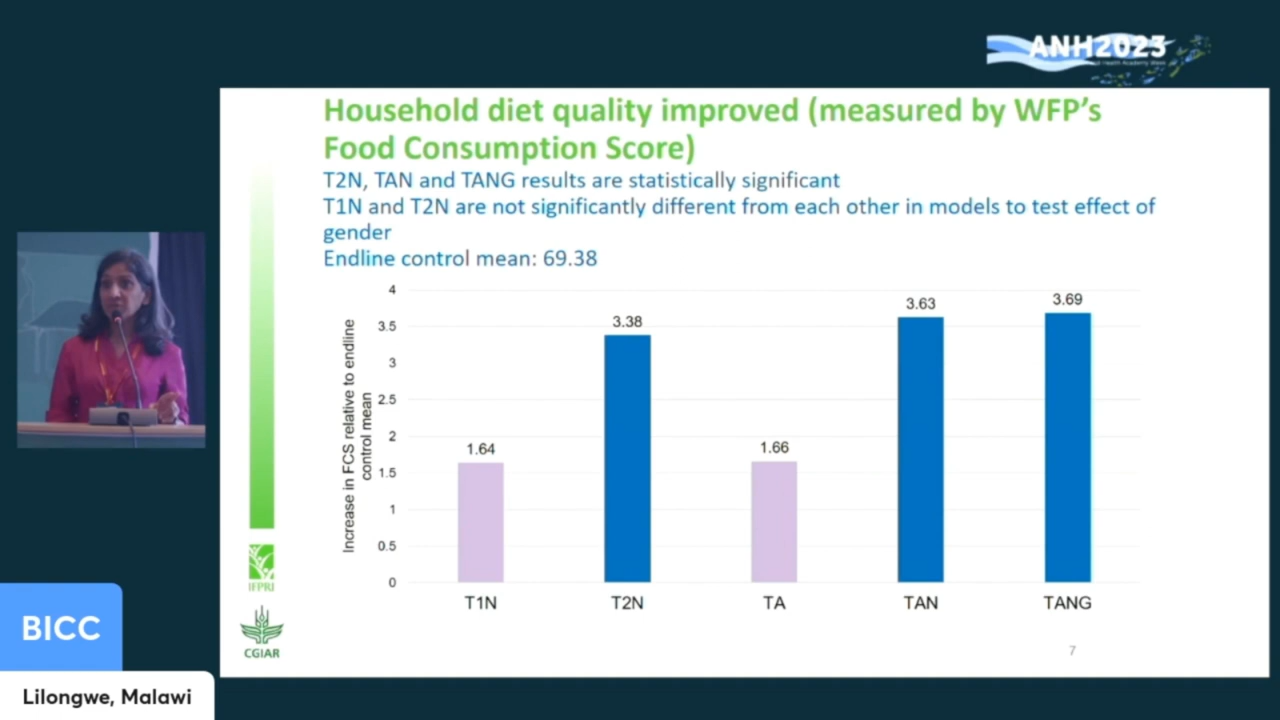 ANH2023
Household diet quality improved (measured by WFP's
Food Consumption Score)
T2N, TAN and TANG results are statistically significant
T1N and T2N are not significantly different from each other in models to test effect of
gender
Endline control mean: 69.38
Increase in FCS relative to endline
control mean
4
3.5
3
2.5
2
1.5
1
0.5
0
1.64
3.38
1.66
3.63
3.69
T1N
T2N
TA
TAN
TANG
IFPRI
CGIAR
7
BICC
Lilongwe, Malawi